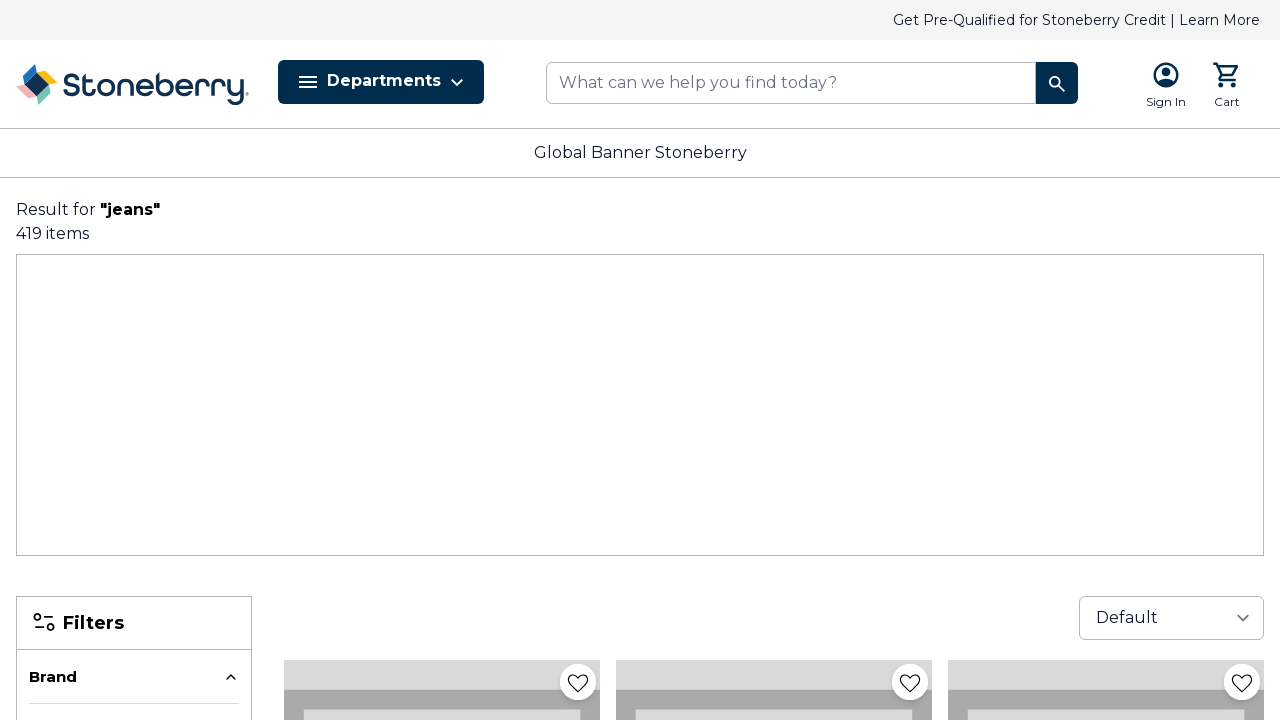 Get Pre-Qualified for Stoneberry Credit | Learn More
Stoneberry®
Departments
What can we help you find today?
Sign In
Cart
Global Banner Stoneberry
Result for "jeans"
419 items
Filters
Default
Brand